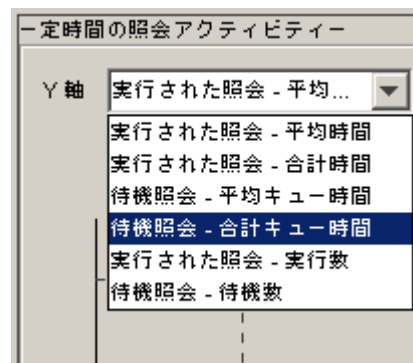 一定時間の照会アクティビティー
Y 軸 実行された照会 - 平均...
実行された照会 - 平均時間
実行された照会 - 合計時間
待機照会 - 平均キュー時間
待機照会 - 合計キュー時間
実行された照会 - 実行数
待機照会 - 待機数